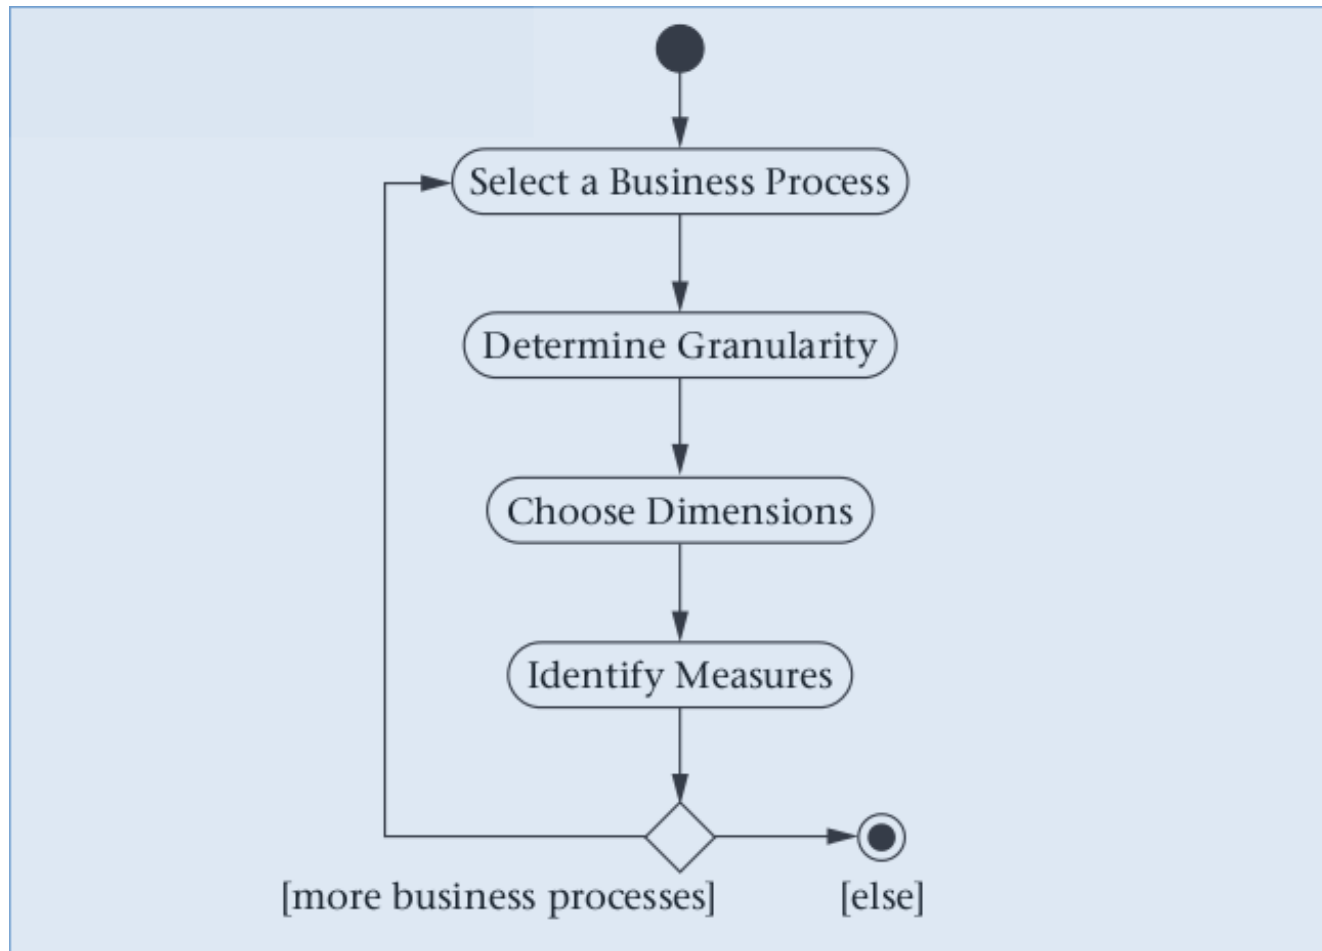 Select a Business Process
Determine Granularity
Choose Dimensions
Identify Measures
[more business processes]
[else]